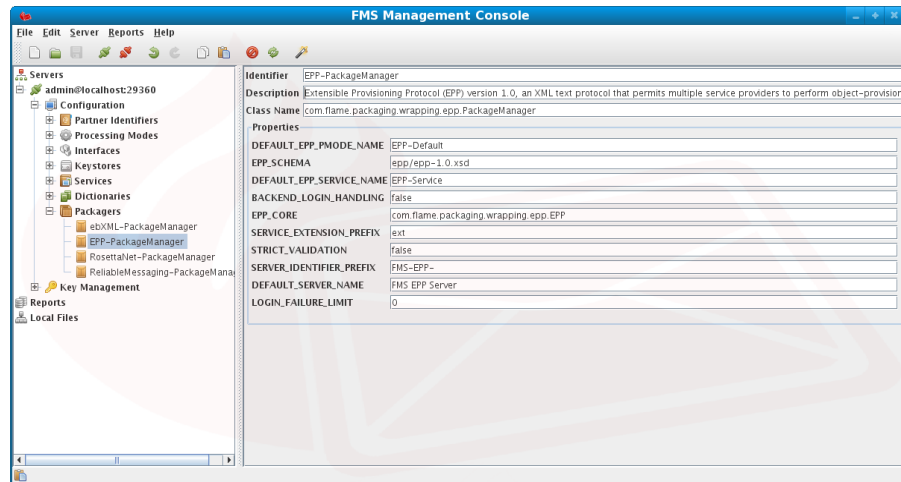 FMS Management Console
File Edit Server Reports Help
Servers
admin@localhost:29360
Configuration
Partner Identifiers
Processing Modes
Interfaces
Keystores
Services
Dictionaries
Packagers
ebXML-PackageManager
EPP-PackageManager
RosettaNet-PackageManager
ReliableMessaging-PackageMana
Key Management
Reports
Local Files
Identifier EPP-PackageManager
Description Extensible Provisioning Protocol (EPP) version 1.0, an XML text protocol that permits multiple service providers to perform object-provision
Class Name com.flame.packaging.wrapping.epp.PackageManager
Properties
DEFAULT_EPP_PMODE_NAME EPP-Default
EPP_SCHEMA epp/epp-1.0.xsd
DEFAULT_EPP_SERVICE_NAME EPP-Service
BACKEND_LOGIN_HANDLING false
EPP_CORE com.flame.packaging.wrapping.epp.EPP
SERVICE_EXTENSION_PREFIX ext
STRICT_VALIDATION false
SERVER_IDENTIFIER_PREFIX FMS-EPP-
DEFAULT_SERVER_NAME FMS EPP Server
LOGIN_FAILURE_LIMIT 0